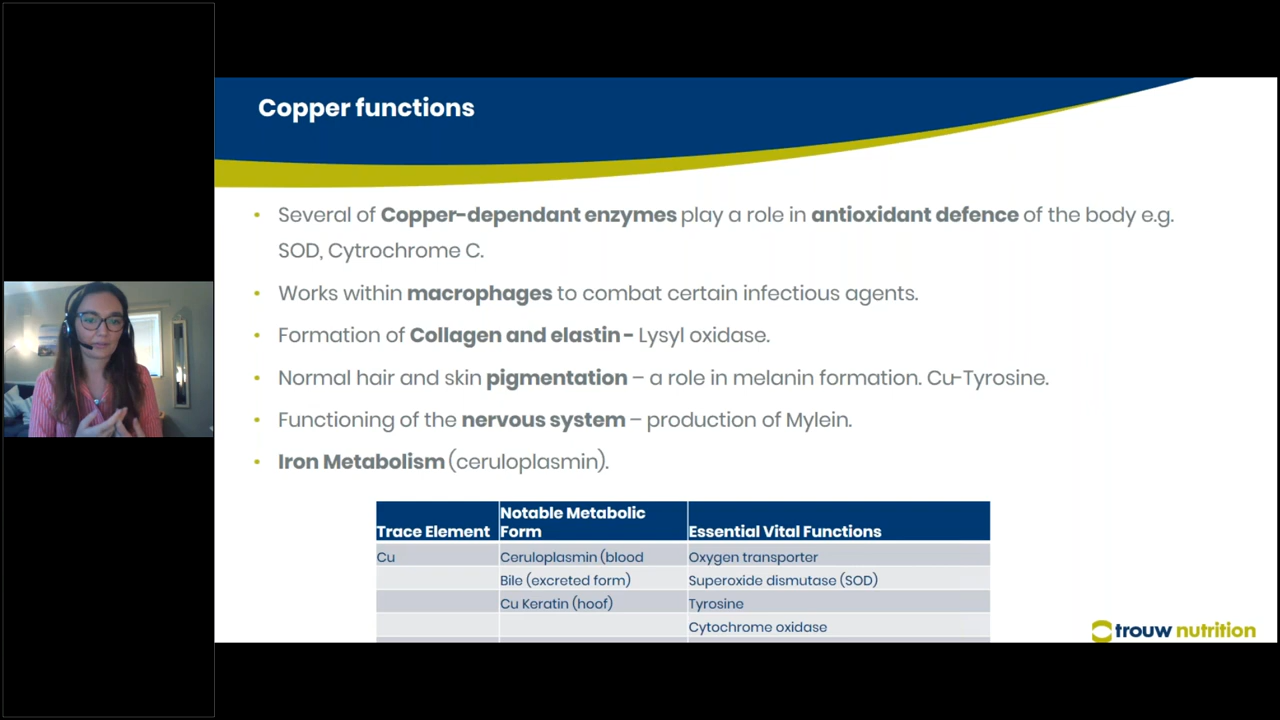 Copper functions
• Several of Copper-dependant enzymes play a role in antioxidant defence of the body e.g.
SOD, Cytrochrome C.
• Works within macrophages to combat certain infectious agents.
• Formation of Collagen and elastin - Lysyl oxidase.
• Normal hair and skin pigmentation – a role in melanin formation. Cu-Tyrosine.
• Functioning of the nervous system – production of Mylein.
• Iron Metabolism (ceruloplasmin).
Trace Element Notable Metabolic Form Essential Vital Functions
Cu Ceruloplasmin (blood Oxygen transporter
Bile (excreted form) Superoxide dismutase (SOD)
Cu Keratin (hoof) Tyrosine
Cytochrome oxidase
trouw nutrition